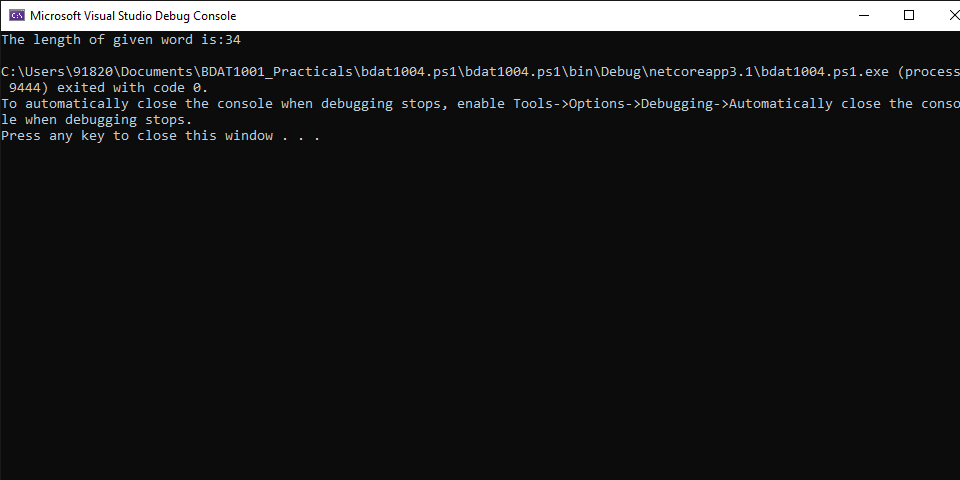 Microsoft Visual Studio Debug Console
The length of given word is:34
C:\Users\91820\Documents\BDAT1001_Practicals\bdat1004.ps1\bdat1004.ps1\bin\Debug\netcoreapp3.1\bdat1004.ps1.exe (process
 9444) exited with code 0.
To automatically close the console when debugging stops, enable Tools->Options->Debugging->Automatically close the conso
le when debugging stops.
Press any key to close this window . . .